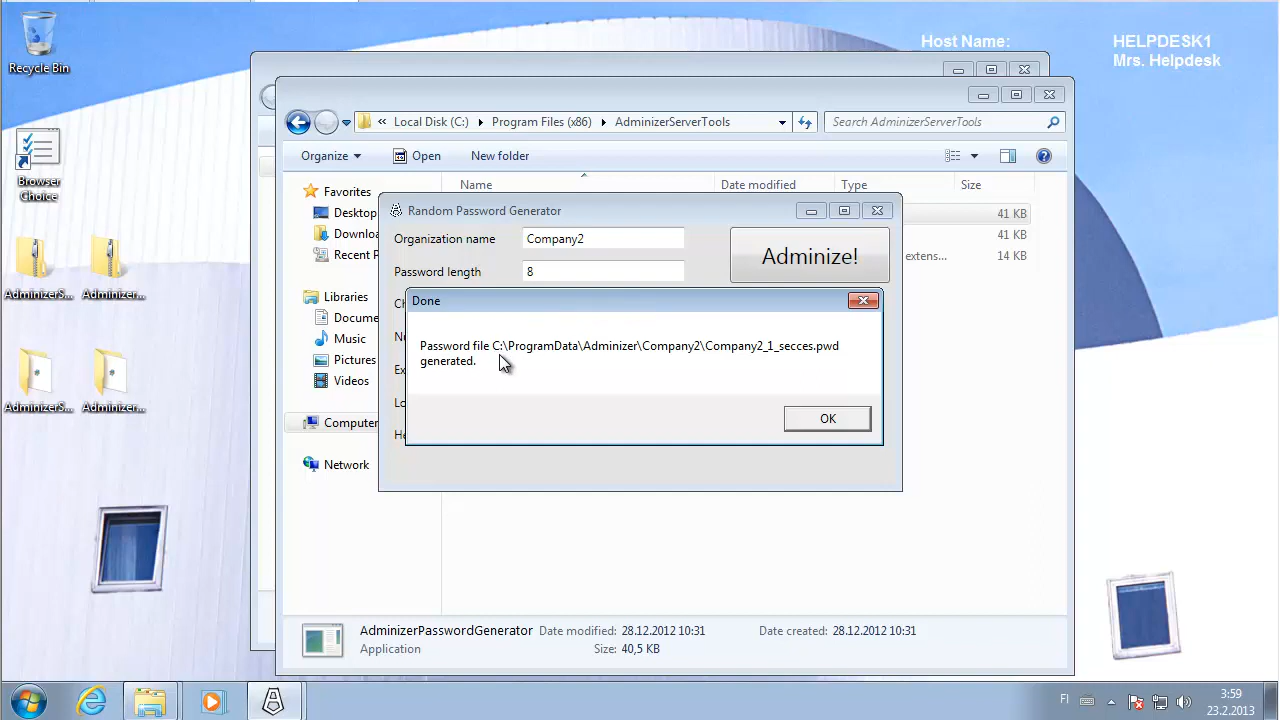 Recycle Bin
Host Name:
HELPDESK1
Mrs. Helpdesk
Browser
Choice
AdminizerS...
Adminizer...
AdminizerS...
Adminizer...
« Local Disk (C:) ▸ Program Files (x86) ▸ AdminizerServerTools
Search AdminizerServerTools
Organize
Open
New folder
Name
Date modified
Type
Size
Favorites
Desktop
Downlo
Recent P
Libraries
Docume
Music
Pictures
Videos
Computer
Network
41 KB
41 KB
extens...
14 KB
Random Password Generator
Organization name
Company2
Password length
8
Adminize!
Ch
Ex
Lo
Done
Password file C:\ProgramData\Adminizer\Company2\Company2_1_secces.pwd
generated.
OK
AdminizerPasswordGenerator
Date modified: 28.12.2012 10:31
Date created: 28.12.2012 10:31
Application
Size: 40,5 KB
FI
3:59
23.2.2013